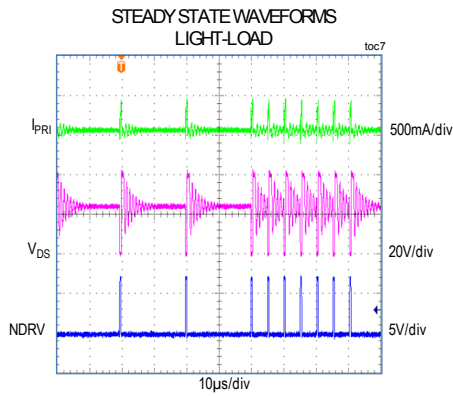 STEADY STATE WAVEFORMS
LIGHT-LOAD
toc7
T
IPRI
500mA/div
VDS
20V/div
NDRV
5V/div
10µs/div